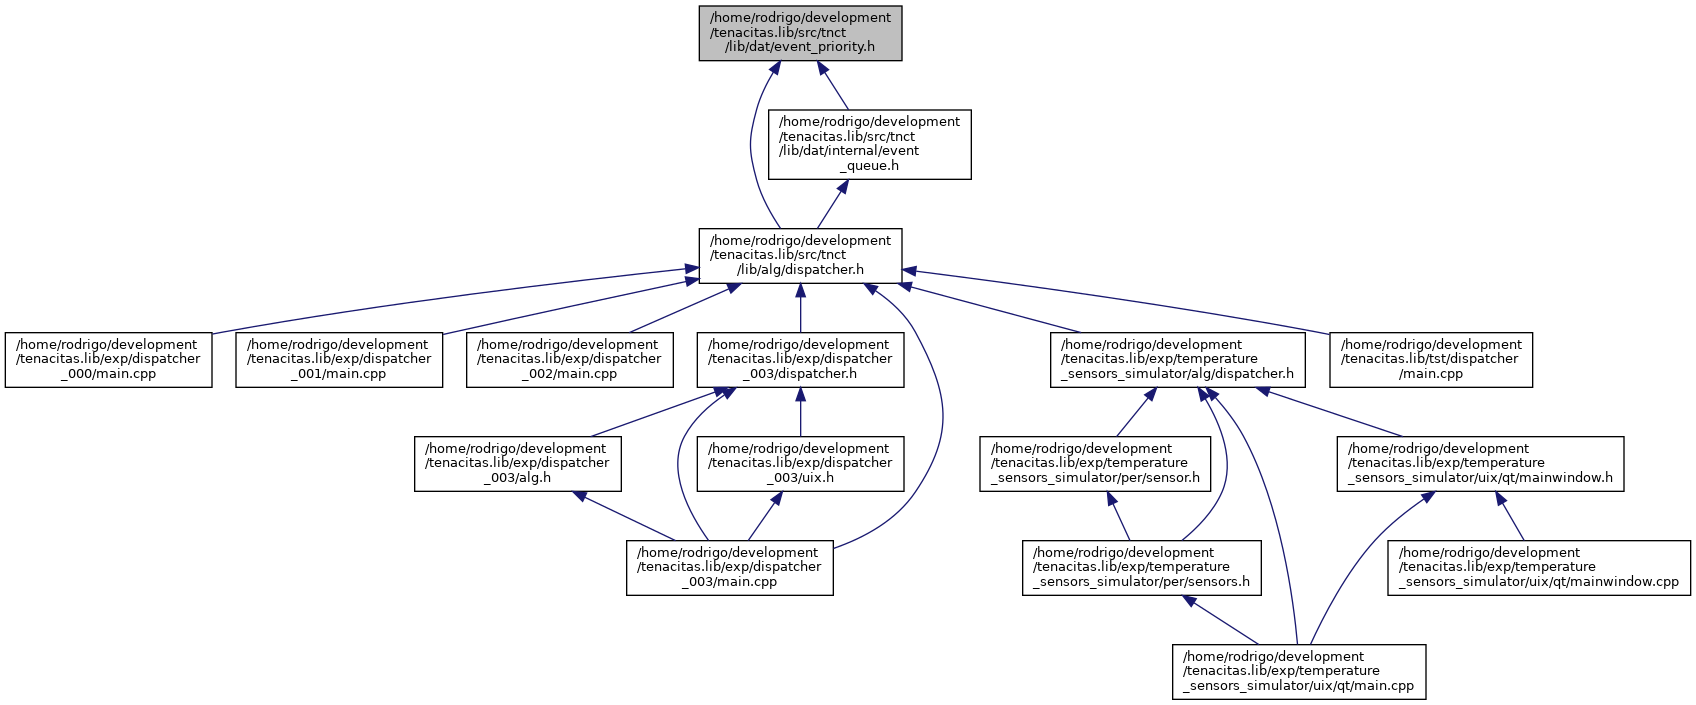 /home/rodrigo/development
/tenacitas.lib/src/tnct
/lib/dat/event_priority.h
/home/rodrigo/development
/tenacitas.lib/src/tnct
/lib/dat/internal/event
_queue.h
/home/rodrigo/development
/tenacitas.lib/src/tnct
/lib/alg/dispatcher.h
/home/rodrigo/development
/tenacitas.lib/exp/dispatcher
_000/main.cpp
/home/rodrigo/development
/tenacitas.lib/exp/dispatcher
_001/main.cpp
/home/rodrigo/development
/tenacitas.lib/exp/dispatcher
_002/main.cpp
/home/rodrigo/development
/tenacitas.lib/exp/dispatcher
_003/dispatcher.h
/home/rodrigo/development
/tenacitas.lib/exp/temperature
_sensors_simulator/alg/dispatcher.h
/home/rodrigo/development
/tenacitas.lib/tst/dispatcher
/main.cpp
/home/rodrigo/development
/tenacitas.lib/exp/dispatcher
_003/alg.h
/home/rodrigo/development
/tenacitas.lib/exp/dispatcher
_003/uix.h
/home/rodrigo/development
/tenacitas.lib/exp/temperature
_sensors_simulator/per/sensor.h
/home/rodrigo/development
/tenacitas.lib/exp/temperature
_sensors_simulator/uix/qt/mainwindow.h
/home/rodrigo/development
/tenacitas.lib/exp/dispatcher
_003/main.cpp
/home/rodrigo/development
/tenacitas.lib/exp/temperature
_sensors_simulator/per/sensors.h
/home/rodrigo/development
/tenacitas.lib/exp/temperature
_sensors_simulator/uix/qt/mainwindow.cpp
/home/rodrigo/development
/tenacitas.lib/exp/temperature
_sensors_simulator/uix/qt/main.cpp